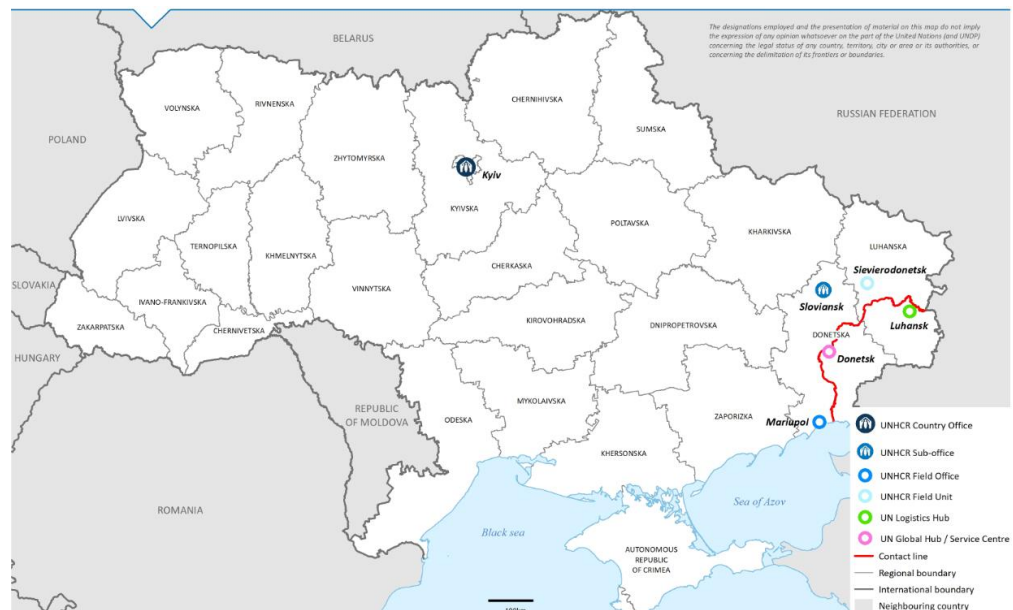 The designations employed and the presentation of material on this map do not imply
the expression of any opinion whatsoever on the part of the United Nations (and UNDP)
concerning the legal status of any country, territory, city or area or its authorities, or
concerning the delimitation of its frontiers or boundaries.
BELARUS
POLAND
RUSSIAN FEDERATION
VOLYNSKA
RIVNENSKA
CHERNIHIVSKA
SUMSKA
ZHYTOMYRSKA
Kyiv
KYIVSKA
LVIVSKA
TERNOPILSKA
KHMELNYTSKA
POLTAVSKA
KHARKIVSKA
LUHANSKA
CHERKASKA
Sievierodonetsk
SLOVAKIA
IVANO-FRANKIVSKA
VINNYTSKA
Sloviansk
ZAKARPATSKA
CHERNIVETSKA
KIROVOHRADSKA
DNIPROPETROVSKA
DONETSKA
Luhansk
HUNGARY
Donetsk
REPUBLIC
OF MOLDOVA
ODESKA
MYKOLAIVSKA
ZAPORIZKA
Mariupol
KHERSONSKA
ROMANIA
Black sea
Sea of Azov
AUTONOMOUS
REPUBLIC
OF CRIMEA
UNHCR Country Office
UNHCR Sub-office
UNHCR Field Office
UNHCR Field Unit
UN Logistics Hub
UN Global Hub / Service Centre
Contact line
Regional boundary
International boundary
Neighbouring country